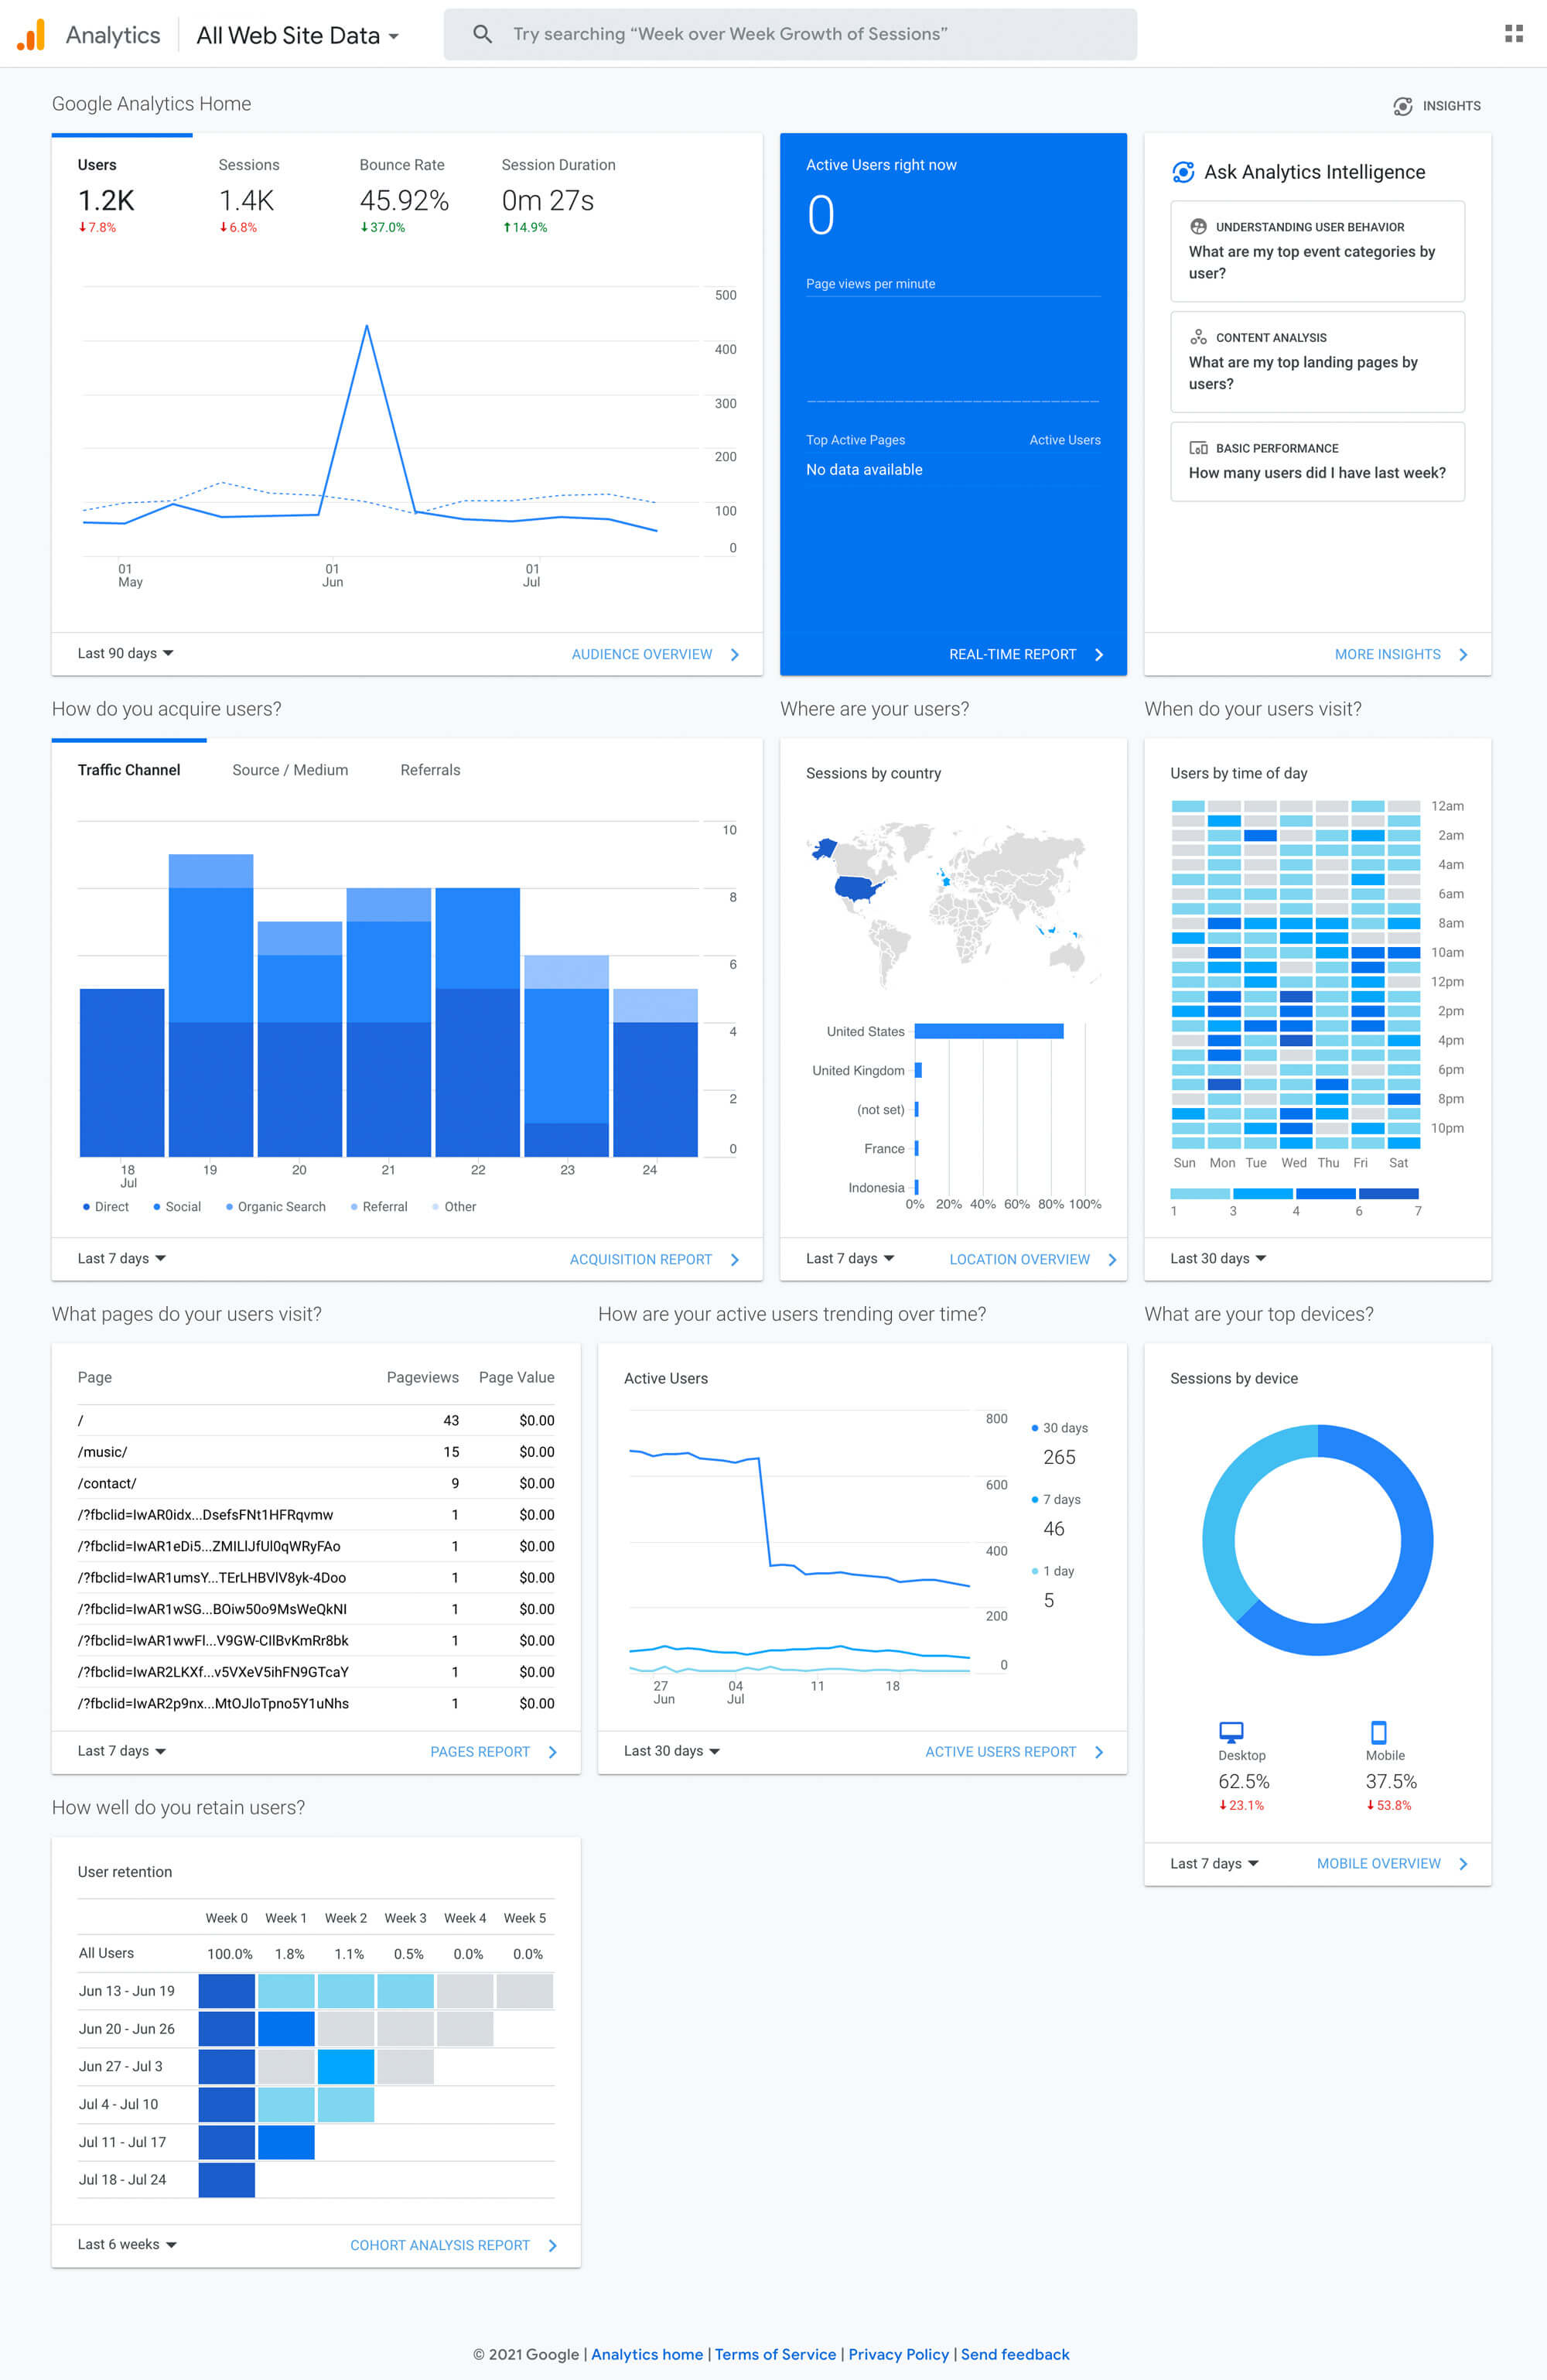 Analytics
All Web Site Data
Try searching “Week over Week Growth of Sessions”
Google Analytics Home
INSIGHTS
Users Sessions Bounce Rate Session Duration
1.2K 1.4K 45.92% 0m 27s
7.8% 6.8% 37.0% 14.9%
500
400
300
200
100
0
01 01 01
May Jun Jul
Last 90 days AUDIENCE OVERVIEW
Active Users right now
0
Page views per minute
Top Active Pages Active Users
No data available
REAL-TIME REPORT
Ask Analytics Intelligence
UNDERSTANDING USER BEHAVIOR
What are my top event categories by
user?
CONTENT ANALYSIS
What are my top landing pages by
users?
BASIC PERFORMANCE
How many users did I have last week?
MORE INSIGHTS
How do you acquire users?
Traffic Channel Source / Medium Referrals
10
8
6
4
2
0
18 19 20 21 22 23 24
Jul
Direct Social Organic Search Referral Other
Last 7 days ACQUISITION REPORT
Where are your users?
Sessions by country
United States
United Kingdom
(not set)
France
Indonesia
0% 20% 40% 60% 80% 100%
Last 7 days LOCATION OVERVIEW
When do your users visit?
Users by time of day
12am
2am
4am
6am
8am
10am
12pm
2pm
4pm
6pm
8pm
10pm
Sun Mon Tue Wed Thu Fri Sat
1 3 4 6 7
Last 30 days
What pages do your users visit?
Page Pageviews Page Value
/ 43 $0.00
/music/ 15 $0.00
/contact/ 9 $0.00
/?fbclid=IwAR0idx...DsefsFNt1HFRqvmw 1 $0.00
/?fbclid=IwAR1eDi5...ZMILlJfUl0qWRyFAo 1 $0.00
/?fbclid=IwAR1umsY...TErLHBVlV8yk-4Doo 1 $0.00
/?fbclid=IwAR1wSG...BOiw50o9MsWeQkNI 1 $0.00
/?fbclid=IwAR1wwFl...V9GW-CIlBvKmRr8bk 1 $0.00
/?fbclid=IwAR2LKXf...v5VXeV5ihFN9GTcaY 1 $0.00
/?fbclid=IwAR2p9nx...MtOJloTpno5Y1uNhs 1 $0.00
Last 7 days PAGES REPORT
How are your active users trending over time?
Active Users
800
600
400
200
0
27 04 11 18
Jun Jul
30 days
265
7 days
46
1 day
5
Last 30 days ACTIVE USERS REPORT
What are your top devices?
Sessions by device
Desktop Mobile
62.5% 37.5%
23.1% 53.8%
Last 7 days MOBILE OVERVIEW
How well do you retain users?
User retention
Week 0 Week 1 Week 2 Week 3 Week 4 Week 5
All Users 100.0% 1.8% 1.1% 0.5% 0.0% 0.0%
Jun 13 - Jun 19
Jun 20 - Jun 26
Jun 27 - Jul 3
Jul 4 - Jul 10
Jul 11 - Jul 17
Jul 18 - Jul 24
Last 6 weeks COHORT ANALYSIS REPORT
© 2021 Google | Analytics home | Terms of Service | Privacy Policy | Send feedback